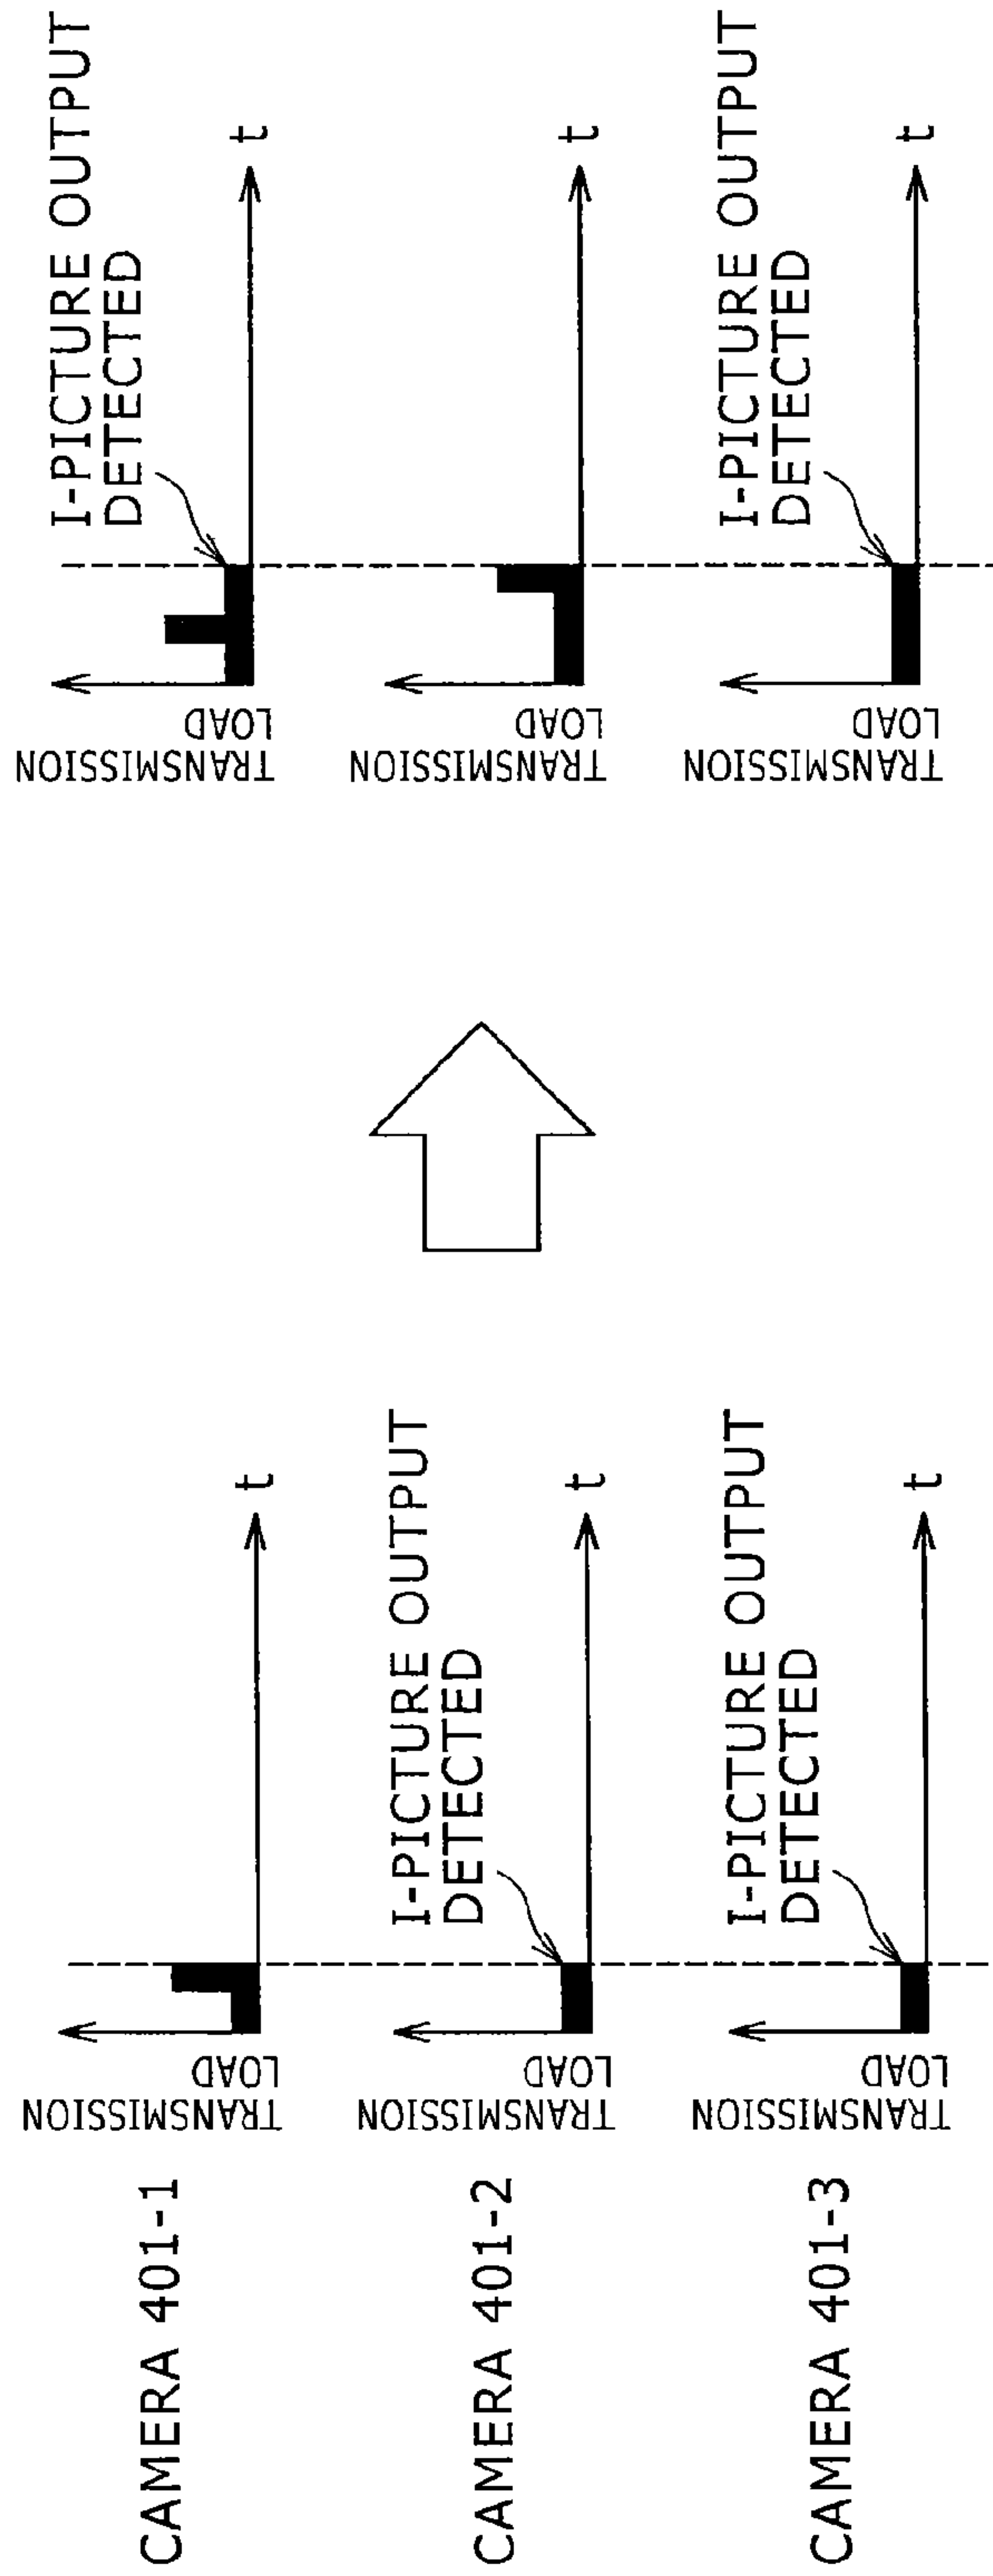 CAMERA 401-1
TRANSMISSION
LOAD
t
TRANSMISSION
LOAD
I-PICTURE OUTPUT
DETECTED
t
CAMERA 401-2
TRANSMISSION
LOAD
I-PICTURE OUTPUT
DETECTED
t
TRANSMISSION
LOAD
t
CAMERA 401-3
TRANSMISSION
LOAD
I-PICTURE OUTPUT
DETECTED
t
TRANSMISSION
LOAD
I-PICTURE OUTPUT
DETECTED
t